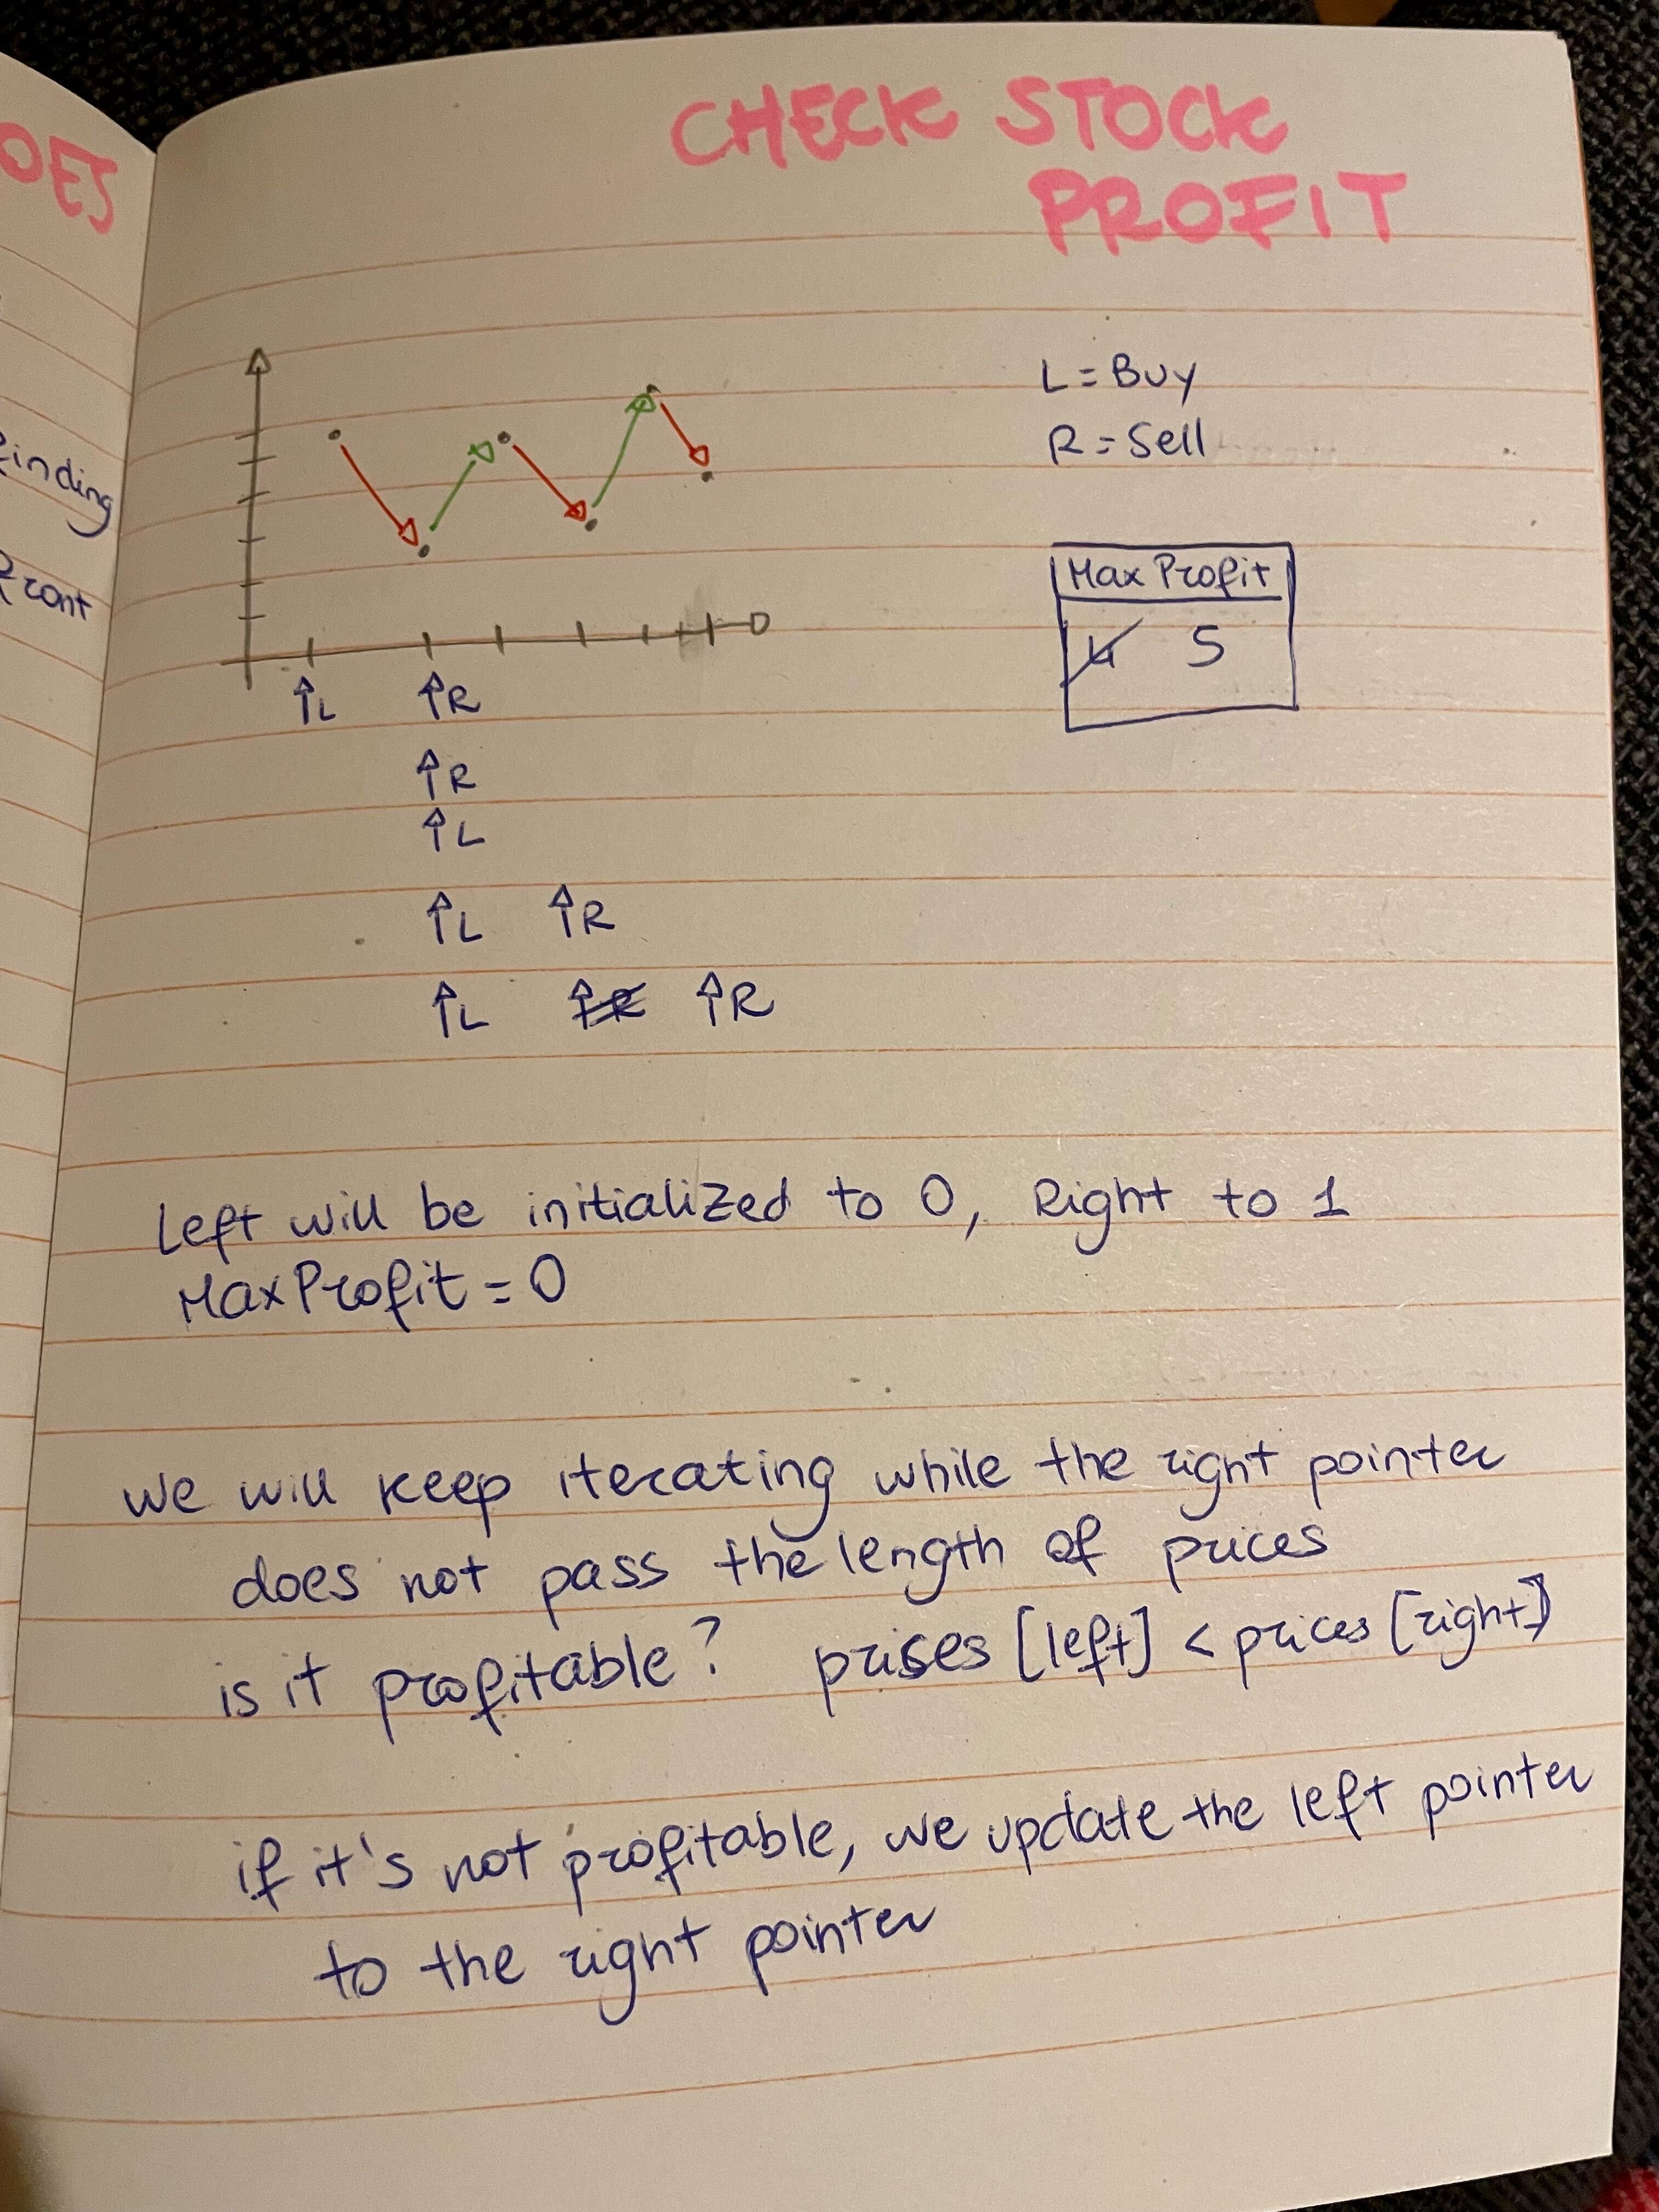 OES
CHECK STOCK
PROFIT
L = Buy
R = Sell
finding
front
Max Profit
4 5
L R
R
L
L R
L R R
Left will be initialized to 0, Right to 1
MaxProfit = 0
we will keep iterating while the right pointer
does not pass the length of prices
is it profitable? prises [left] < prices [right]
if it's not profitable, we update the left pointer
to the right pointer